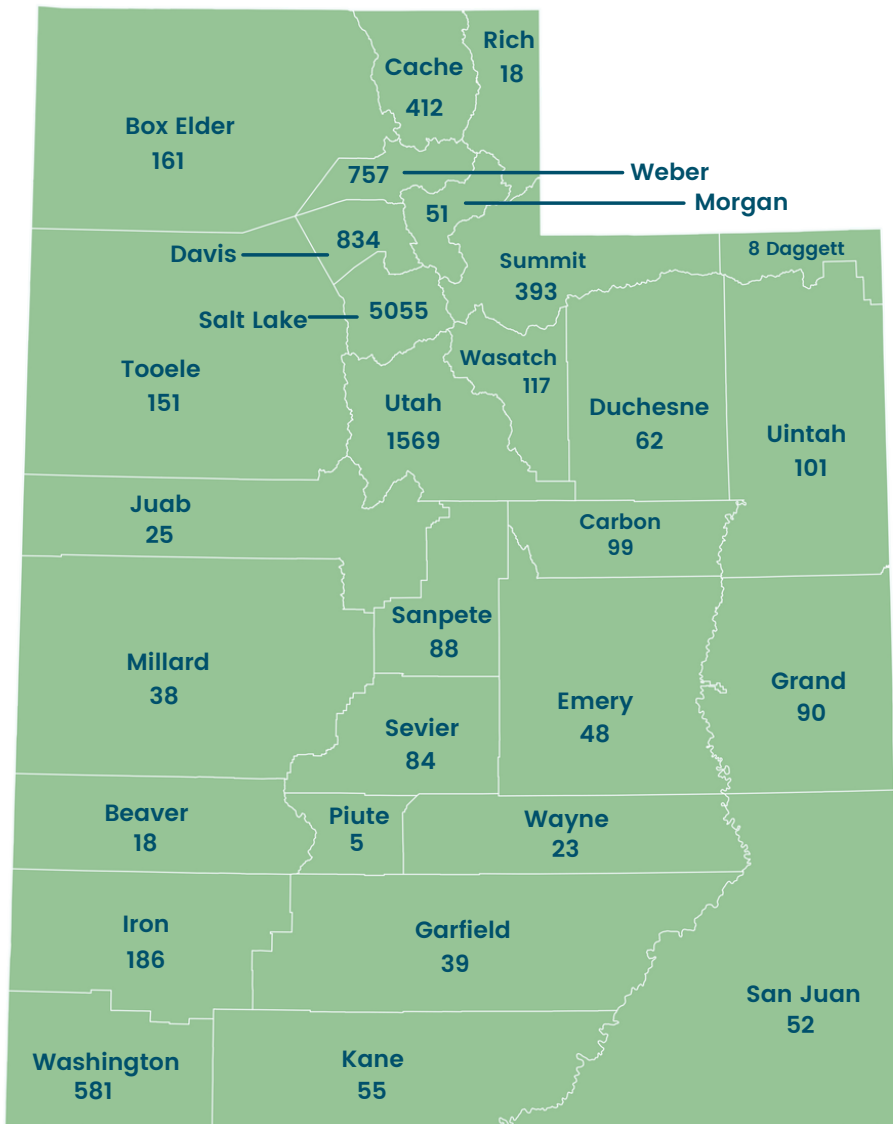 Rich
18
Cache
412
Box Elder
161
757
Weber
51
Morgan
834
Davis
8 Daggett
Summit
393
5055
Salt Lake
Wasatch
117
Tooele
151
Utah
1569
Duchesne
62
Uintah
101
Juab
25
Carbon
99
Sanpete
88
Millard
38
Emery
48
Grand
90
Sevier
84
Beaver
18
Piute
5
Wayne
23
Iron
186
Garfield
39
San Juan
52
Washington
581
Kane
55